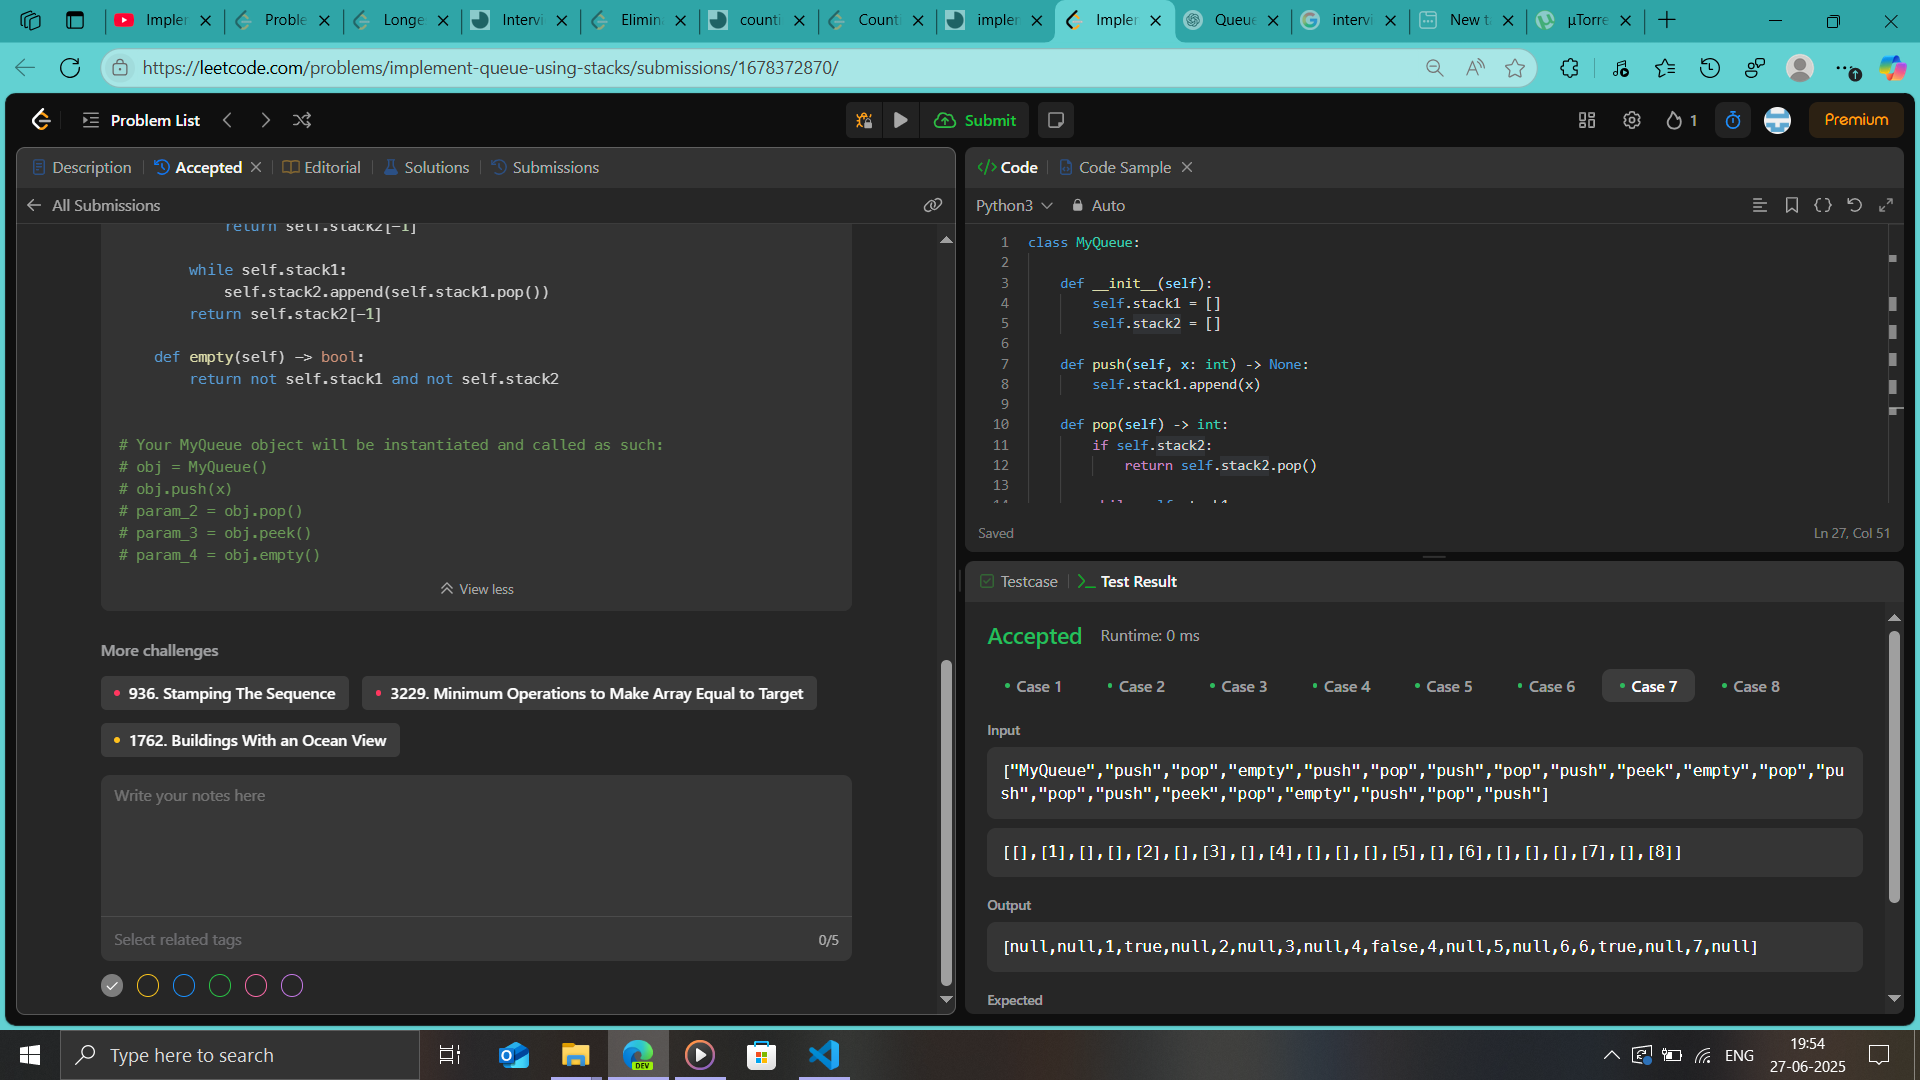 Implem
Proble
Longe
Intervi
Elimin
counti
Counti
implem
Implem
Queue
intervi
New ta
µTorre
https://leetcode.com/problems/implement-queue-using-stacks/submissions/1678372870/
Problem List
Submit
1
Premium
Description
Accepted
Editorial
Solutions
Submissions
All Submissions
return self.stack2[-1]
while self.stack1:
self.stack2.append(self.stack1.pop())
return self.stack2[-1]
def empty(self) -> bool:
return not self.stack1 and not self.stack2
# Your MyQueue object will be instantiated and called as such:
# obj = MyQueue()
# obj.push(x)
# param_2 = obj.pop()
# param_3 = obj.peek()
# param_4 = obj.empty()
View less
More challenges
936. Stamping The Sequence
3229. Minimum Operations to Make Array Equal to Target
1762. Buildings With an Ocean View
Write your notes here
Select related tags
0/5
Code
Code Sample
Python3
Auto
1 class MyQueue:
2
3 def __init__(self):
4 self.stack1 = []
5 self.stack2 = []
6
7 def push(self, x: int) -> None:
8 self.stack1.append(x)
9
10 def pop(self) -> int:
11 if self.stack2:
12 return self.stack2.pop()
13
Saved
Ln 27, Col 51
Testcase
Test Result
Accepted
Runtime: 0 ms
Case 1
Case 2
Case 3
Case 4
Case 5
Case 6
Case 7
Case 8
Input
["MyQueue","push","pop","empty","push","pop","push","pop","push","peek","empty","pop","pu
sh","pop","push","peek","pop","empty","push","pop","push"]
[[],[1],[],[],[2],[],[3],[],[4],[],[],[],[5],[],[6],[],[],[],[7],[],[8]]
Output
[null,null,1,true,null,2,null,3,null,4,false,4,null,5,null,6,6,true,null,7,null]
Expected
Type here to search
DEV
ENG
19:54
27-06-2025